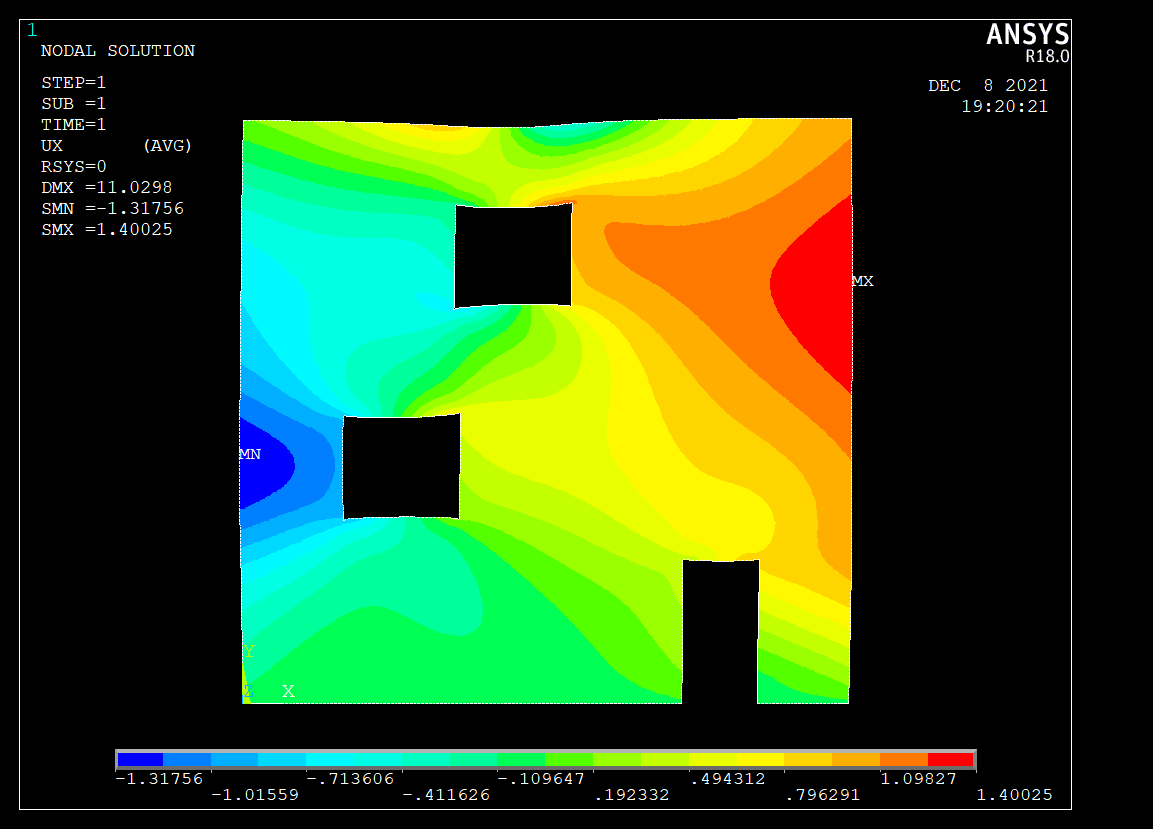 1
ANSYS
R18.0
NODAL SOLUTION
STEP=1
SUB =1
TIME=1
UX (AVG)
RSYS=0
DMX =11.0298
SMN =-1.31756
SMX =1.40025
DEC 8 2021
19:20:21
MX
MN
Y
Z X
-1.31756 -.713606 -.109647 .494312 1.09827
-1.01559 -.411626 .192332 .796291 1.40025